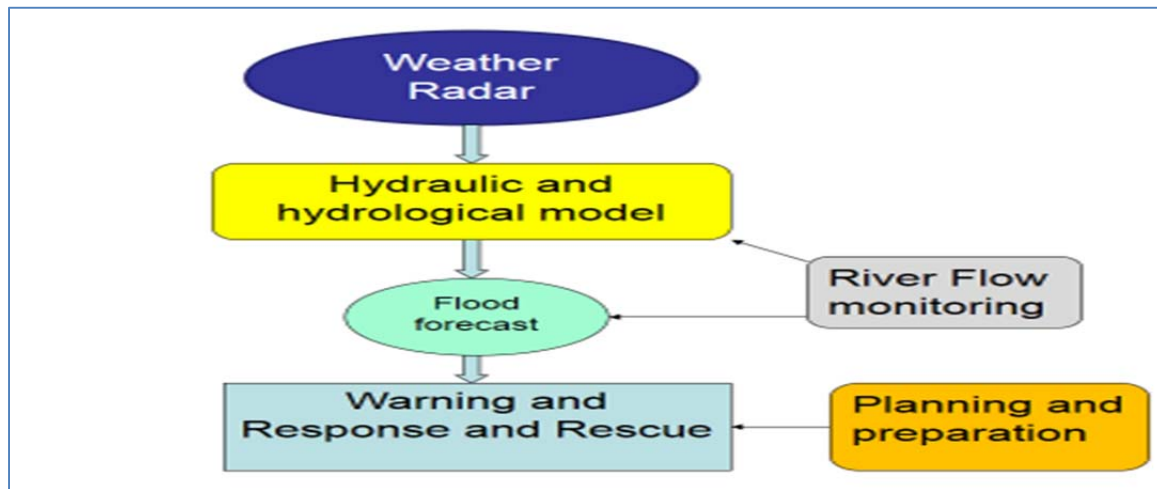 Weather
Radar
Hydraulic and
hydrological model
River Flow
monitoring
Flood
forecast
Warning and
Response and Rescue
Planning and
preparation